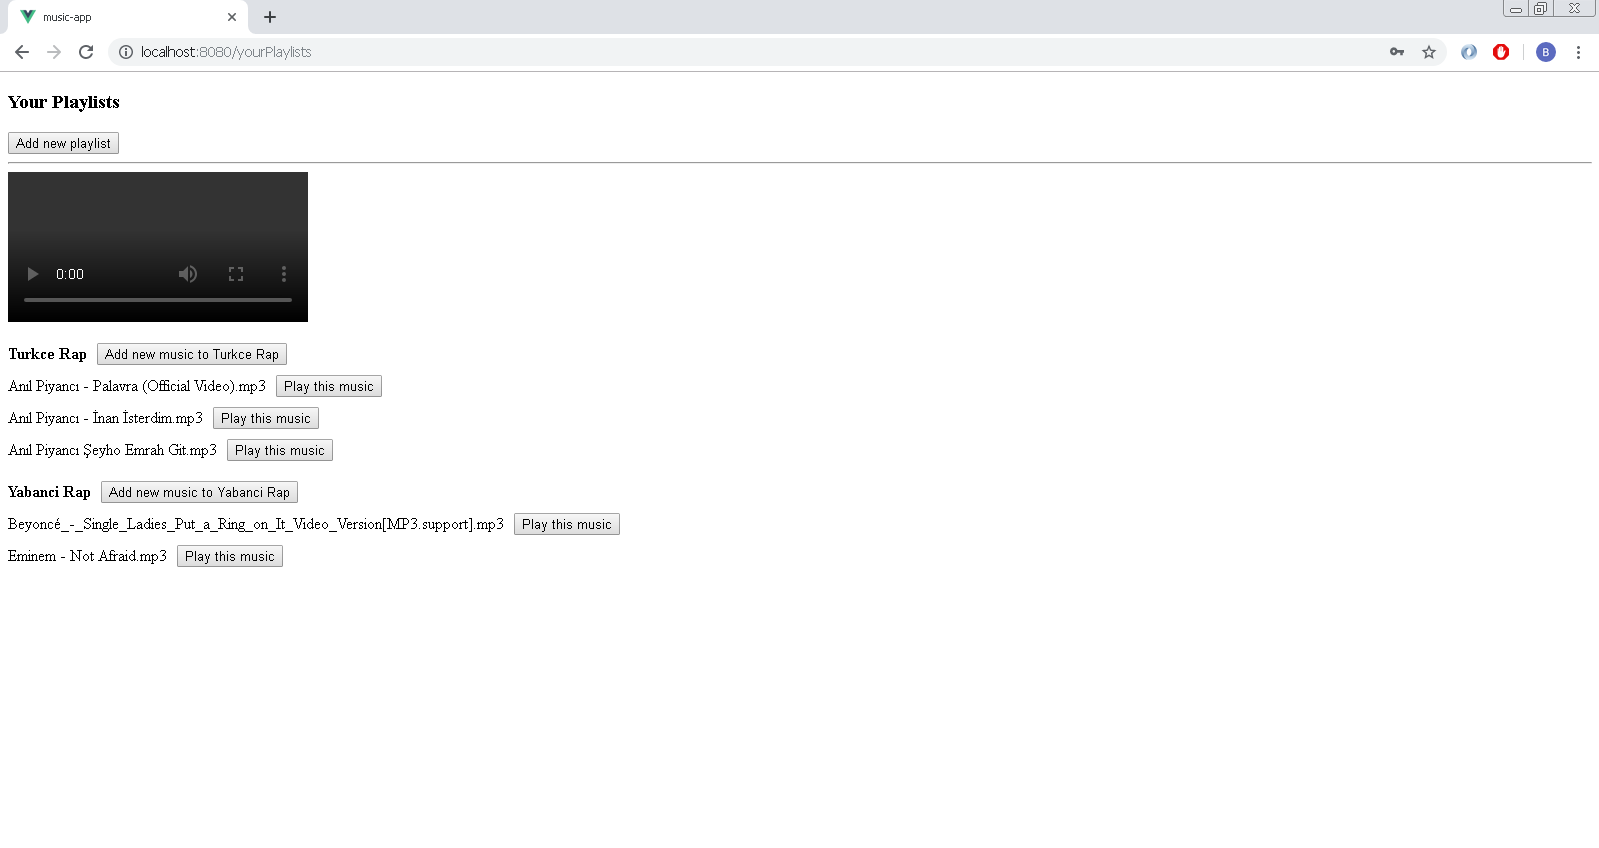 music-app
localhost:8080/yourPlaylists
B
Your Playlists
Add new playlist
0:00
Turkce Rap Add new music to Turkce Rap
Anıl Piyancı - Palavra (Official Video).mp3 Play this music
Anıl Piyancı - İnan İsterdim.mp3 Play this music
Anıl Piyancı Şeyho Emrah Git.mp3 Play this music
Yabanci Rap Add new music to Yabanci Rap
Beyoncé_-_Single_Ladies_Put_a_Ring_on_It_Video_Version[MP3.support].mp3 Play this music
Eminem - Not Afraid.mp3 Play this music